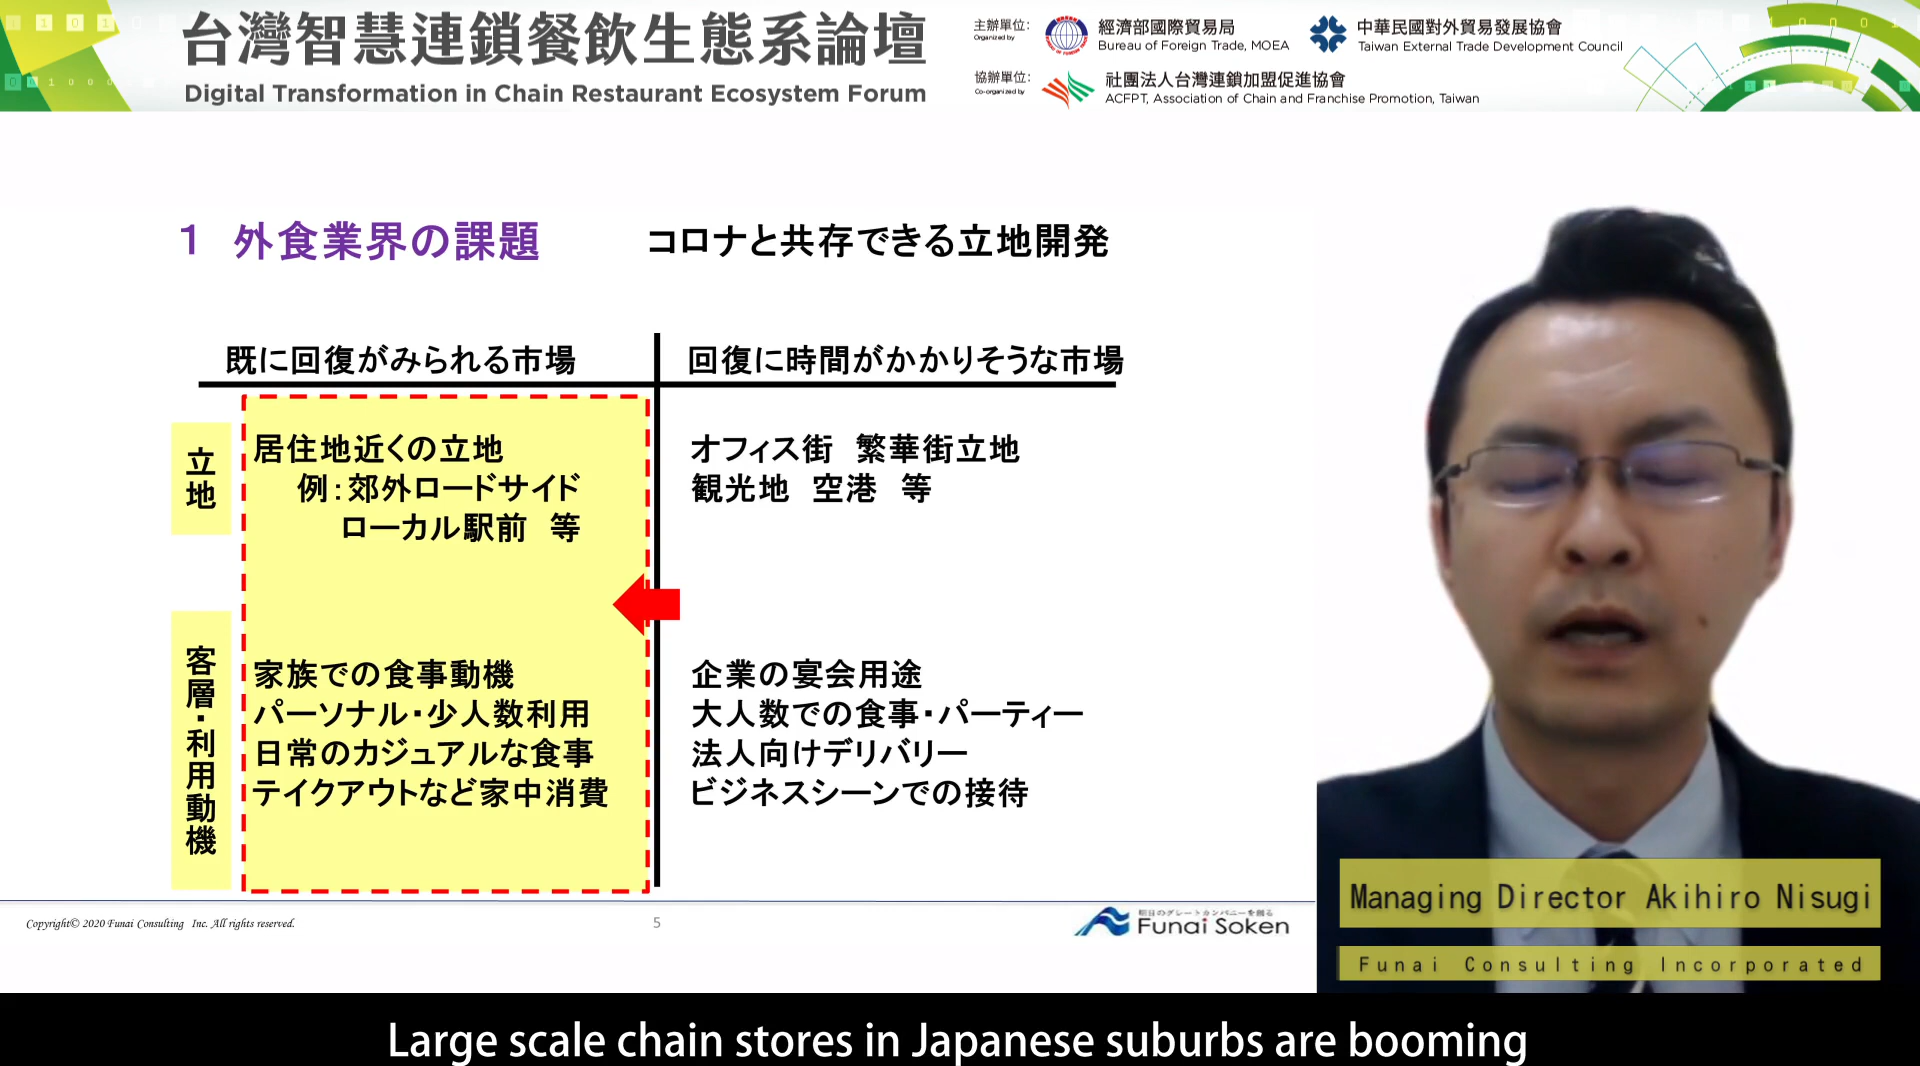 台灣智慧連鎖餐飲生態系論壇
Digital Transformation in Chain Restaurant Ecosystem Forum
主辦單位:
Organized by
經濟部國際貿易局
Bureau of Foreign Trade, MOEA
中華民國對外貿易發展協會
Taiwan External Trade Development Council
協辦單位:
Co-organized by
社團法人台灣連鎖加盟促進協會
ACFPT, Association of Chain and Franchise Promotion, Taiwan
1 外食業界の課題
コロナと共存できる立地開発
既に回復がみられる市場
回復に時間がかかりそうな市場
立地
居住地近くの立地
例:郊外ロードサイド
ローカル駅前 等
オフィス街 繁華街立地
観光地 空港 等
客層・利用動機
家族での食事動機
パーソナル・少人数利用
日常のカジュアルな食事
テイクアウトなど家中消費
企業の宴会用途
大人数での食事・パーティー
法人向けデリバリー
ビジネスシーンでの接待
Copyright© 2020 Funai Consulting Inc. All rights reserved.
5
明日のグレートカンパニーを創る
Funai Soken
Managing Director Akihiro Nisugi
Funai Consulting Incorporated
Large scale chain stores in Japanese suburbs are booming